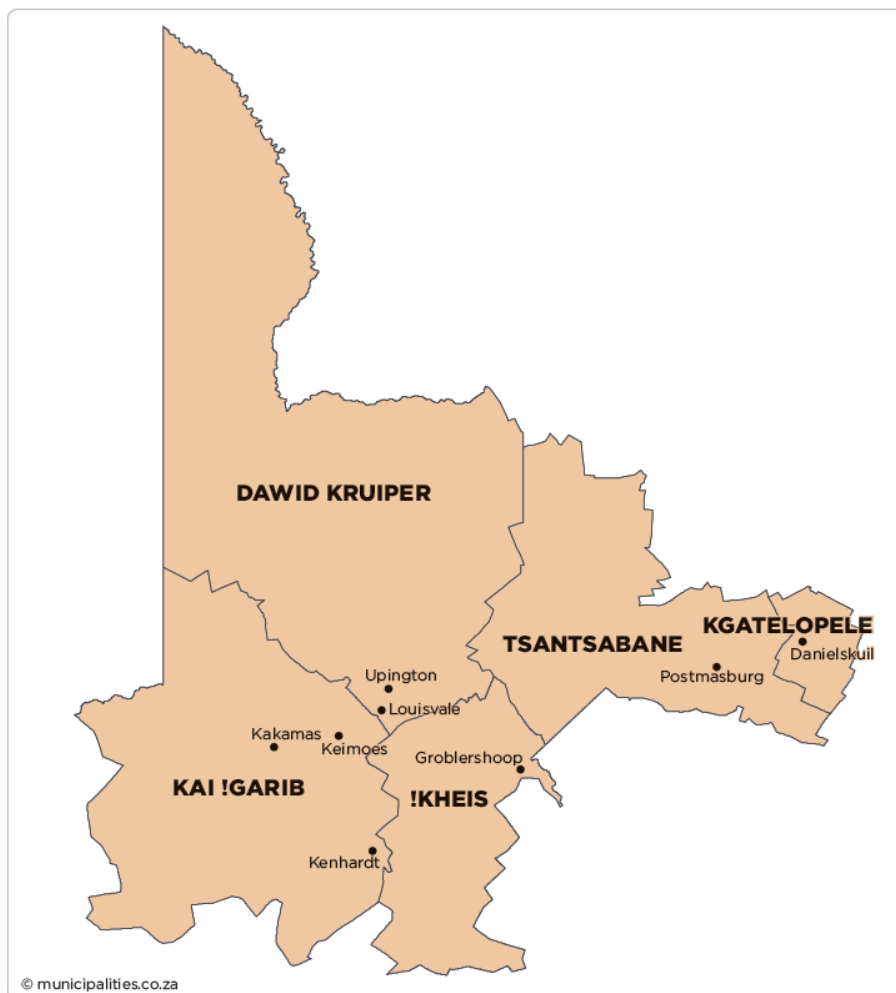 DAWID KRUIPER
KGATELOPELE
TSANTSABANE
Danielskuil
Postmasburg
Upington
Louisvale
Kakamas
Keimoes
Groblershoop
KAI !GARIB
!KHEIS
Kenhardt
© municipalities.co.za